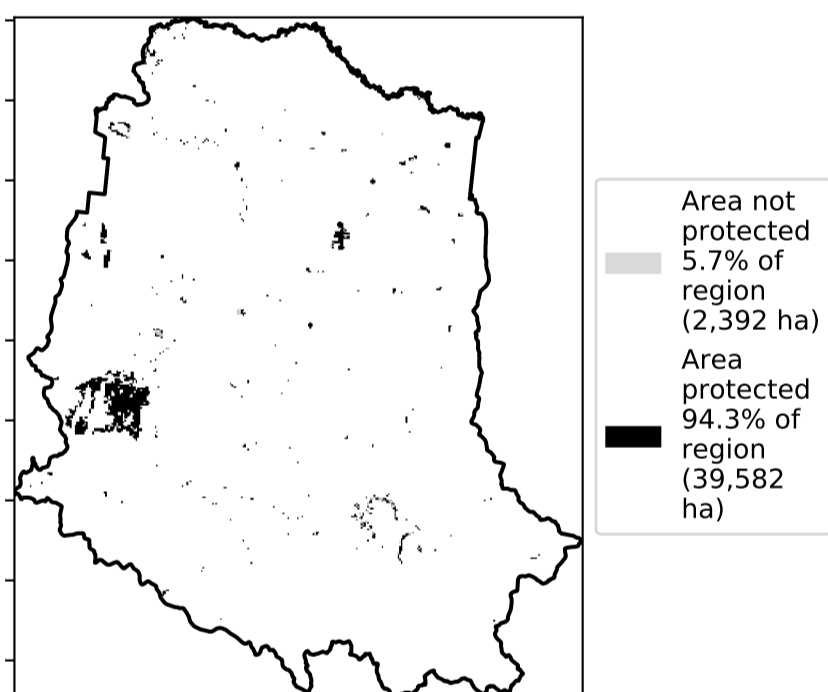 Area not
protected
5.7% of
region
(2,392 ha)
Area
protected
94.3% of
region
(39,582
ha)